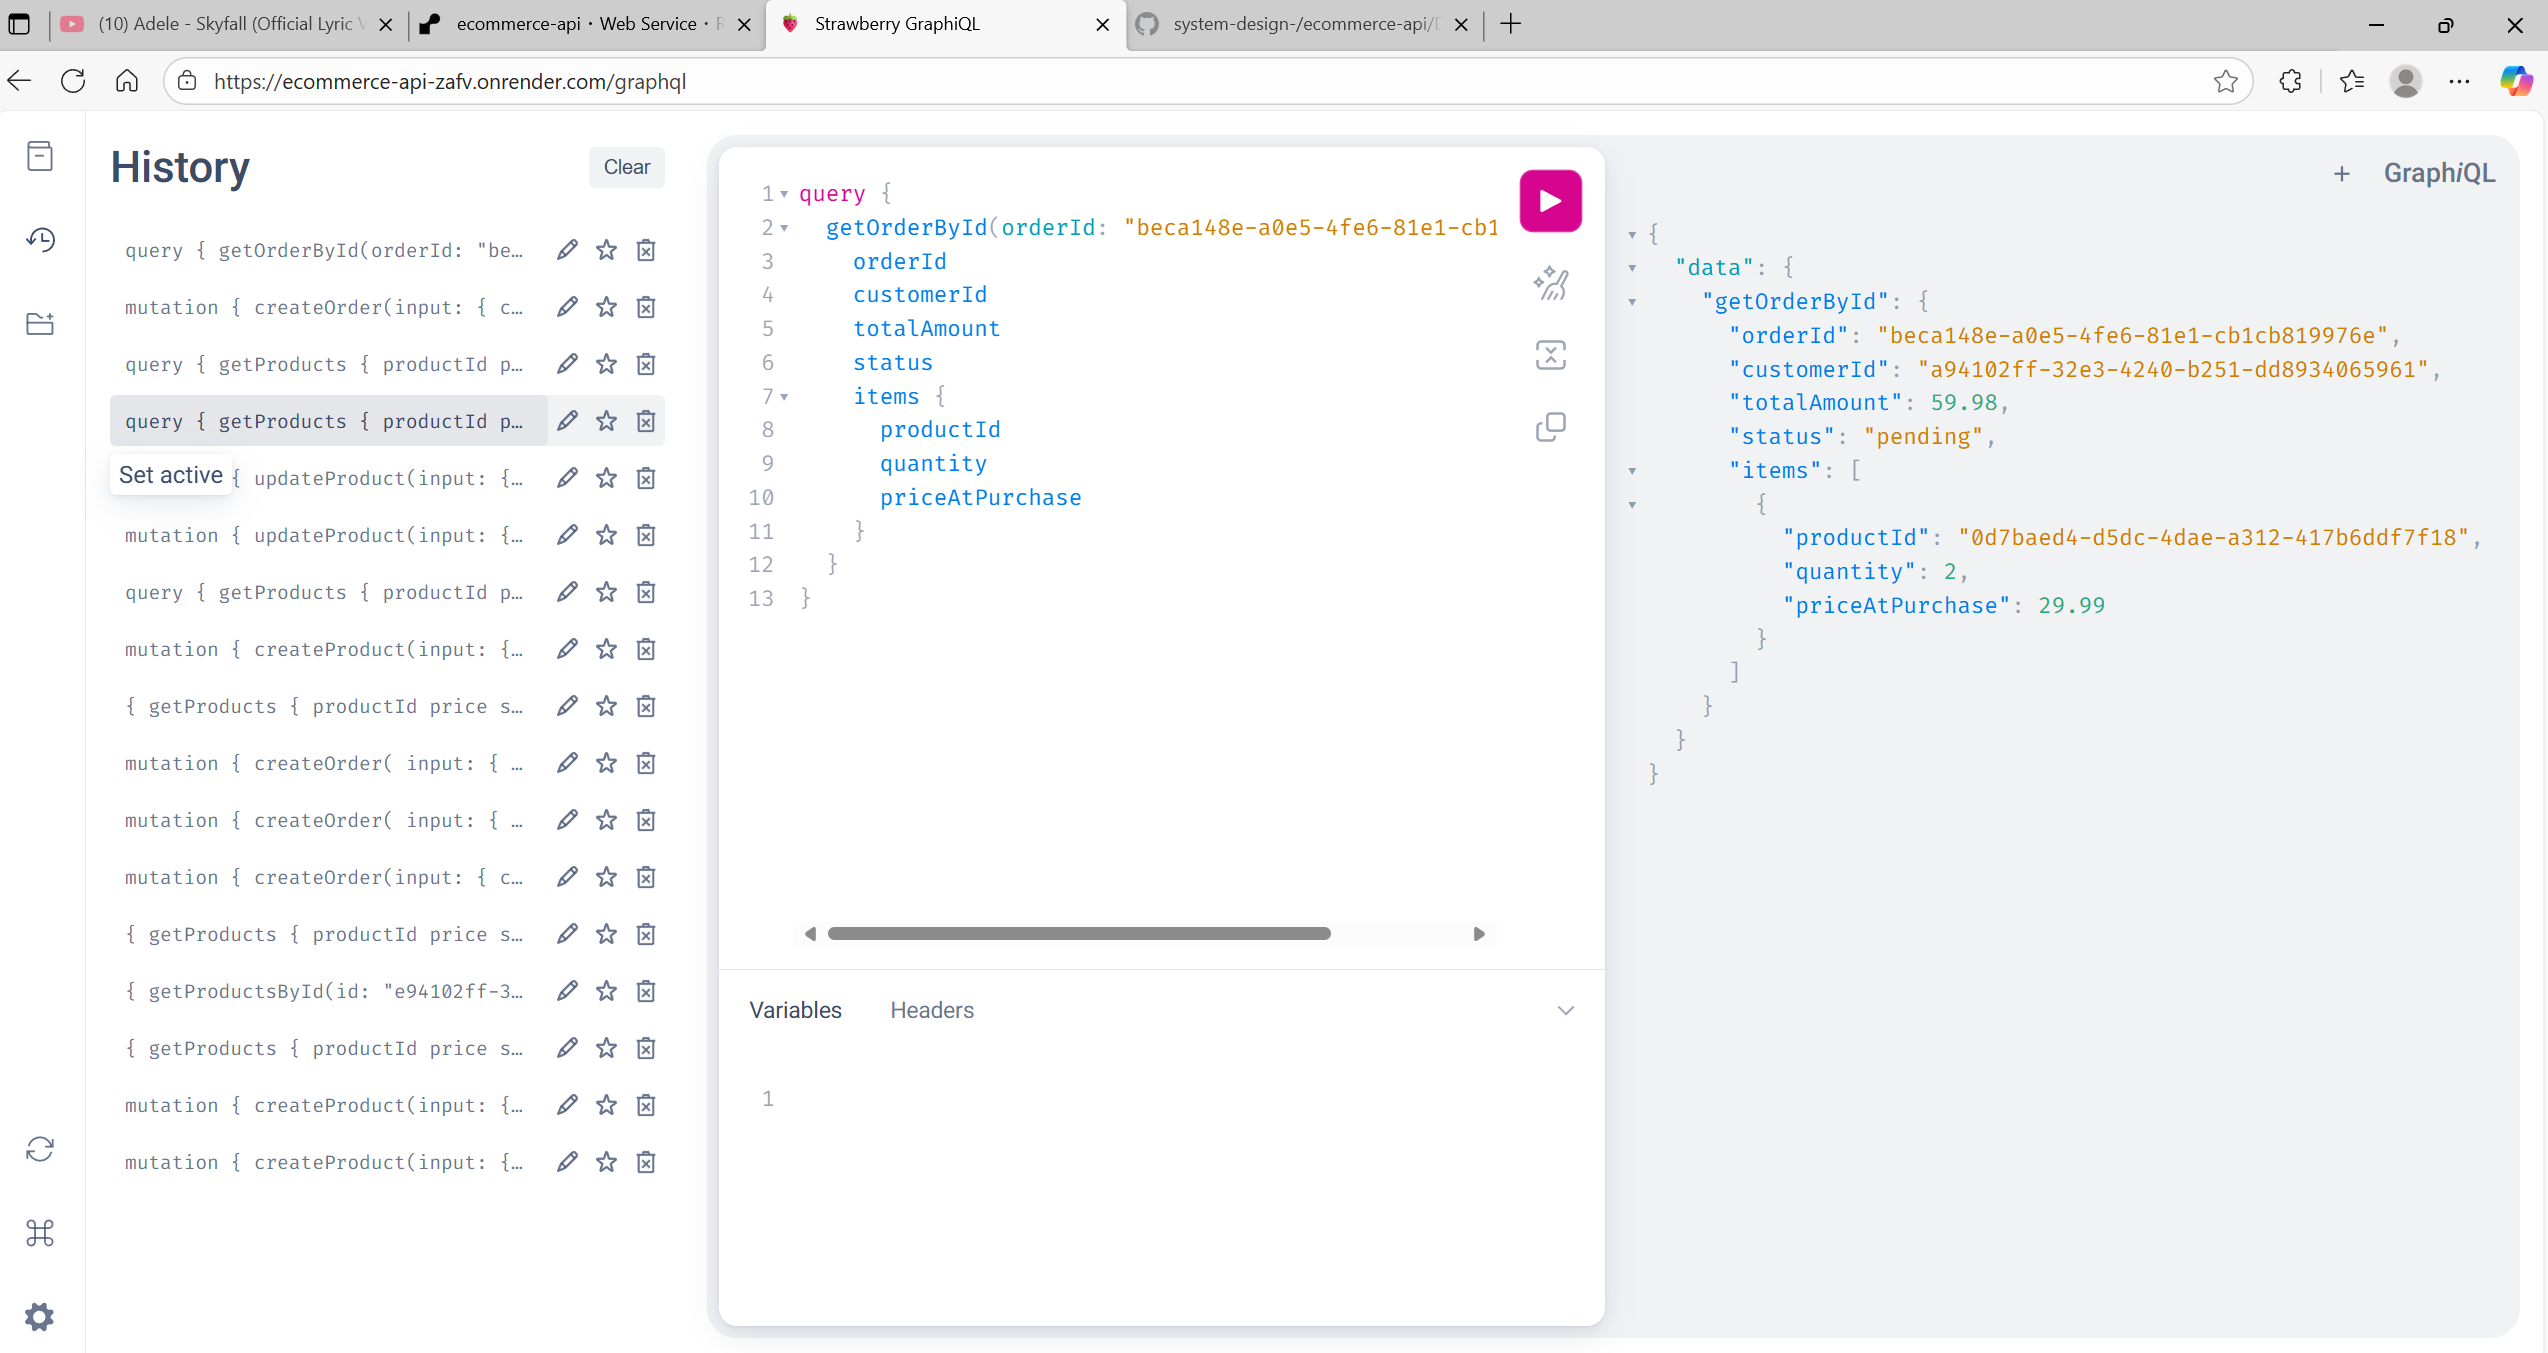 (10) Adele - Skyfall (Official Lyric V
ecommerce-api · Web Service · R
Strawberry GraphiQL
system-design-/ecommerce-api/D
https://ecommerce-api-zafv.onrender.com/graphql
History
Clear
query { getOrderById(orderId: "be…
mutation { createOrder(input: { c…
query { getProducts { productId p…
query { getProducts { productId p…
Set active
{ updateProduct(input: {…
mutation { updateProduct(input: {…
query { getProducts { productId p…
mutation { createProduct(input: {…
{ getProducts { productId price s…
mutation { createOrder( input: { …
mutation { createOrder( input: { …
mutation { createOrder(input: { c…
{ getProducts { productId price s…
{ getProductsById(id: "e94102ff-3…
{ getProducts { productId price s…
mutation { createProduct(input: {…
mutation { createProduct(input: {…
1 query {
2 getOrderById(orderId: "beca148e-a0e5-4fe6-81e1-cb1
3 orderId
4 customerId
5 totalAmount
6 status
7 items {
8 productId
9 quantity
10 priceAtPurchase
11 }
12 }
13 }
Variables
Headers
1
+ GraphiQL
{
"data": {
"getOrderById": {
"orderId": "beca148e-a0e5-4fe6-81e1-cb1cb819976e",
"customerId": "a94102ff-32e3-4240-b251-dd8934065961",
"totalAmount": 59.98,
"status": "pending",
"items": [
{
"productId": "0d7baed4-d5dc-4dae-a312-417b6ddf7f18",
"quantity": 2,
"priceAtPurchase": 29.99
}
]
}
}
}